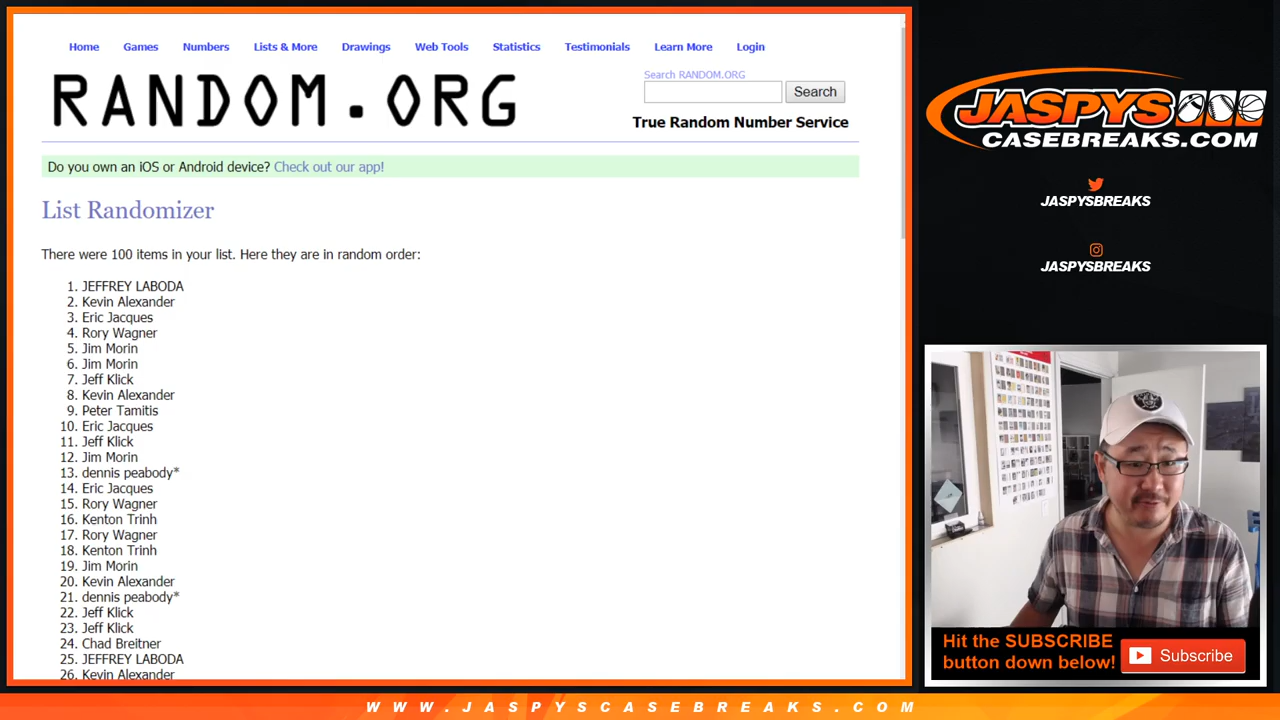 Home Games Numbers Lists & More Drawings Web Tools Statistics Testimonials Learn More Login
RANDOM.ORG
Search RANDOM.ORG
Search
True Random Number Service
Do you own an iOS or Android device? Check out our app!
List Randomizer
There were 100 items in your list. Here they are in random order:
1. JEFFREY LABODA
2. Kevin Alexander
3. Eric Jacques
4. Rory Wagner
5. Jim Morin
6. Jim Morin
7. Jeff Klick
8. Kevin Alexander
9. Peter Tamitis
10. Eric Jacques
11. Jeff Klick
12. Jim Morin
13. dennis peabody*
14. Eric Jacques
15. Rory Wagner
16. Kenton Trinh
17. Rory Wagner
18. Kenton Trinh
19. Jim Morin
20. Kevin Alexander
21. dennis peabody*
22. Jeff Klick
23. Jeff Klick
24. Chad Breitner
25. JEFFREY LABODA
26. Kevin Alexander
JASPYS
CASEBREAKS.COM
JASPYSBREAKS
JASPYSBREAKS
Hit the SUBSCRIBE
button down below!
Subscribe
WWW.JASPYSCASEBREAKS.COM